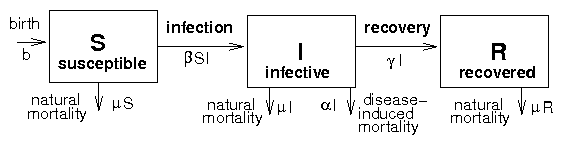 birth
b
S
susceptible
infection
βSI
I
infective
recovery
γI
R
recovered
natural
mortality
μS
natural
mortality
μI
αI
disease-
induced
mortality
natural
mortality
μR